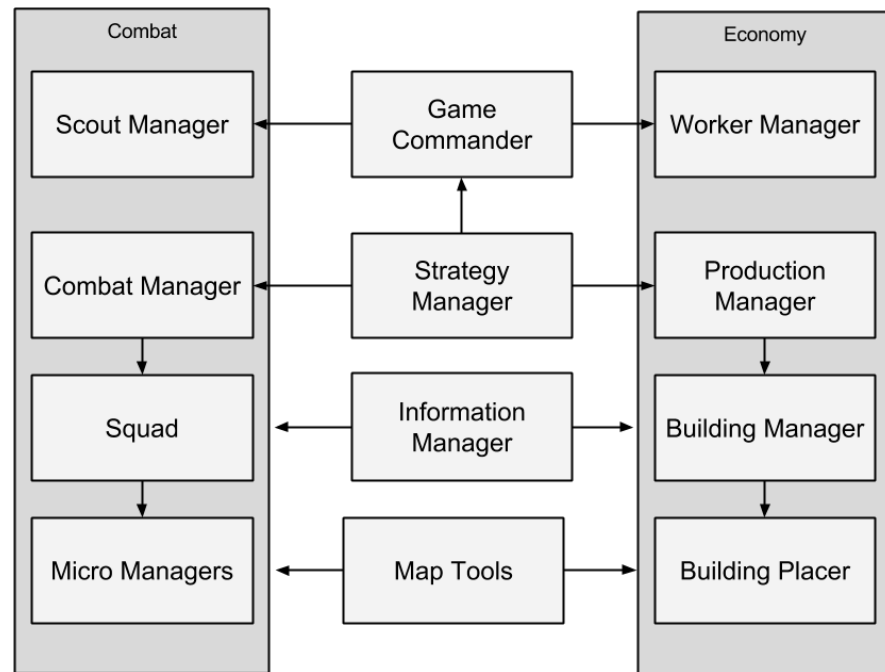 Combat
Economy
Scout Manager
Game
Commander
Worker Manager
Combat Manager
Strategy
Manager
Production
Manager
Squad
Information
Manager
Building Manager
Micro Managers
Map Tools
Building Placer